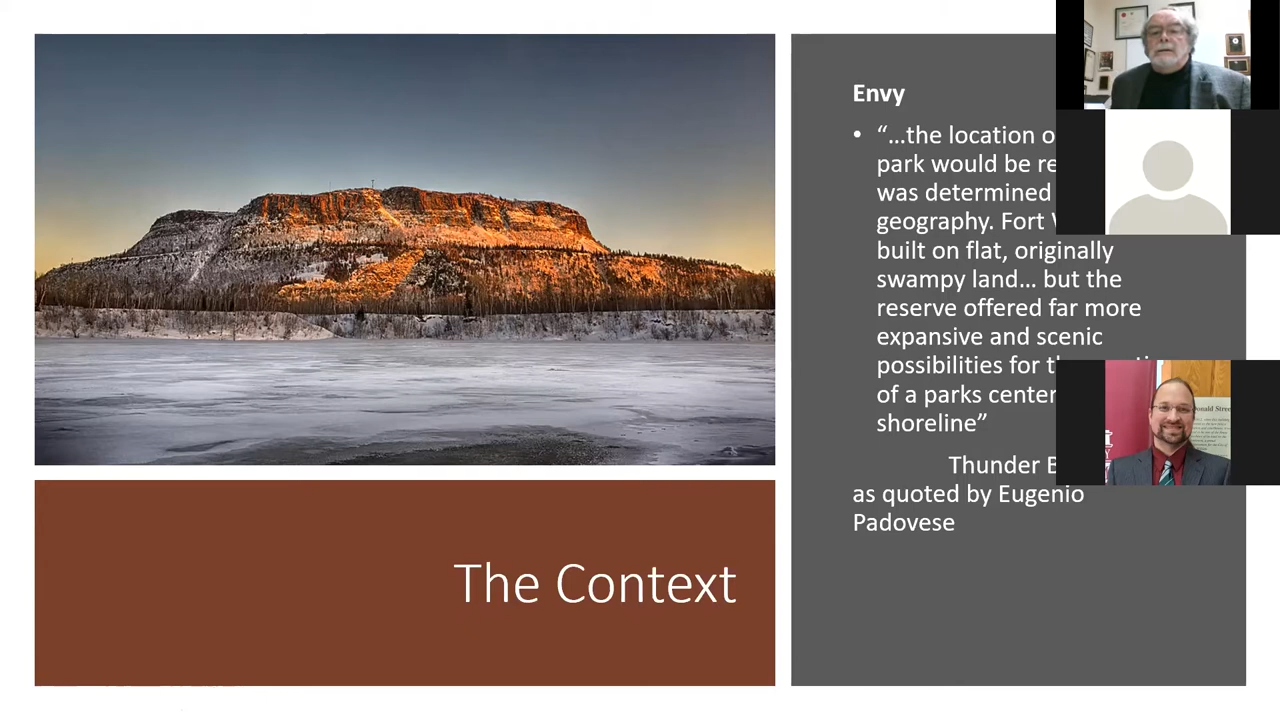 Envy
• “...the location o
park would be re
was determined
geography. Fort
built on flat, originally
swampy land... but the
reserve offered far more
expansive and scenic
possibilities for
of a parks center
shoreline”
Thunder B
as quoted by Eugenio
Padovese
The Context